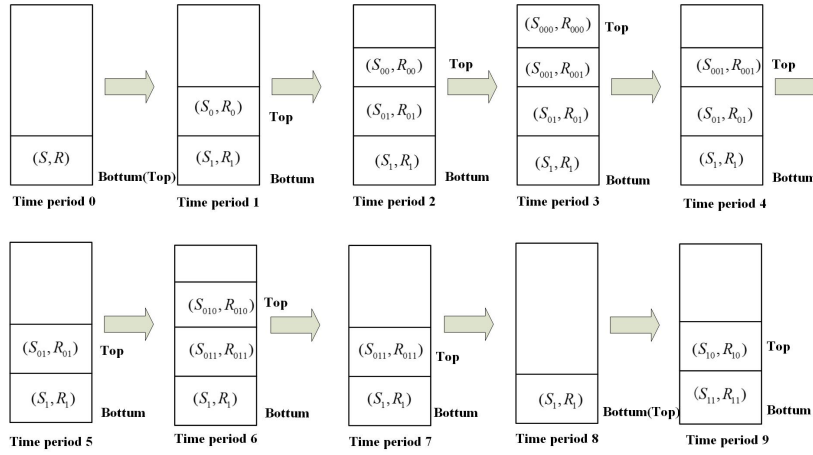 (S_000, R_000) Top
(S_00, R_00) Top (S_001, R_001) (S_001, R_001) Top
(S_0, R_0) Top (S_01, R_01) (S_01, R_01) (S_01, R_01)
(S, R) Bottum(Top) (S_1, R_1) Bottum (S_1, R_1) Bottum (S_1, R_1) Bottum (S_1, R_1) Bottum
Time period 0 Time period 1 Time period 2 Time period 3 Time period 4
(S_010, R_010) Top
(S_01, R_01) Top (S_011, R_011) (S_011, R_011) Top (S_10, R_10) Top
(S_1, R_1) Bottum (S_1, R_1) Bottum (S_1, R_1) Bottum (S_1, R_1) Bottum(Top) (S_11, R_11) Bottum
Time period 5 Time period 6 Time period 7 Time period 8 Time period 9